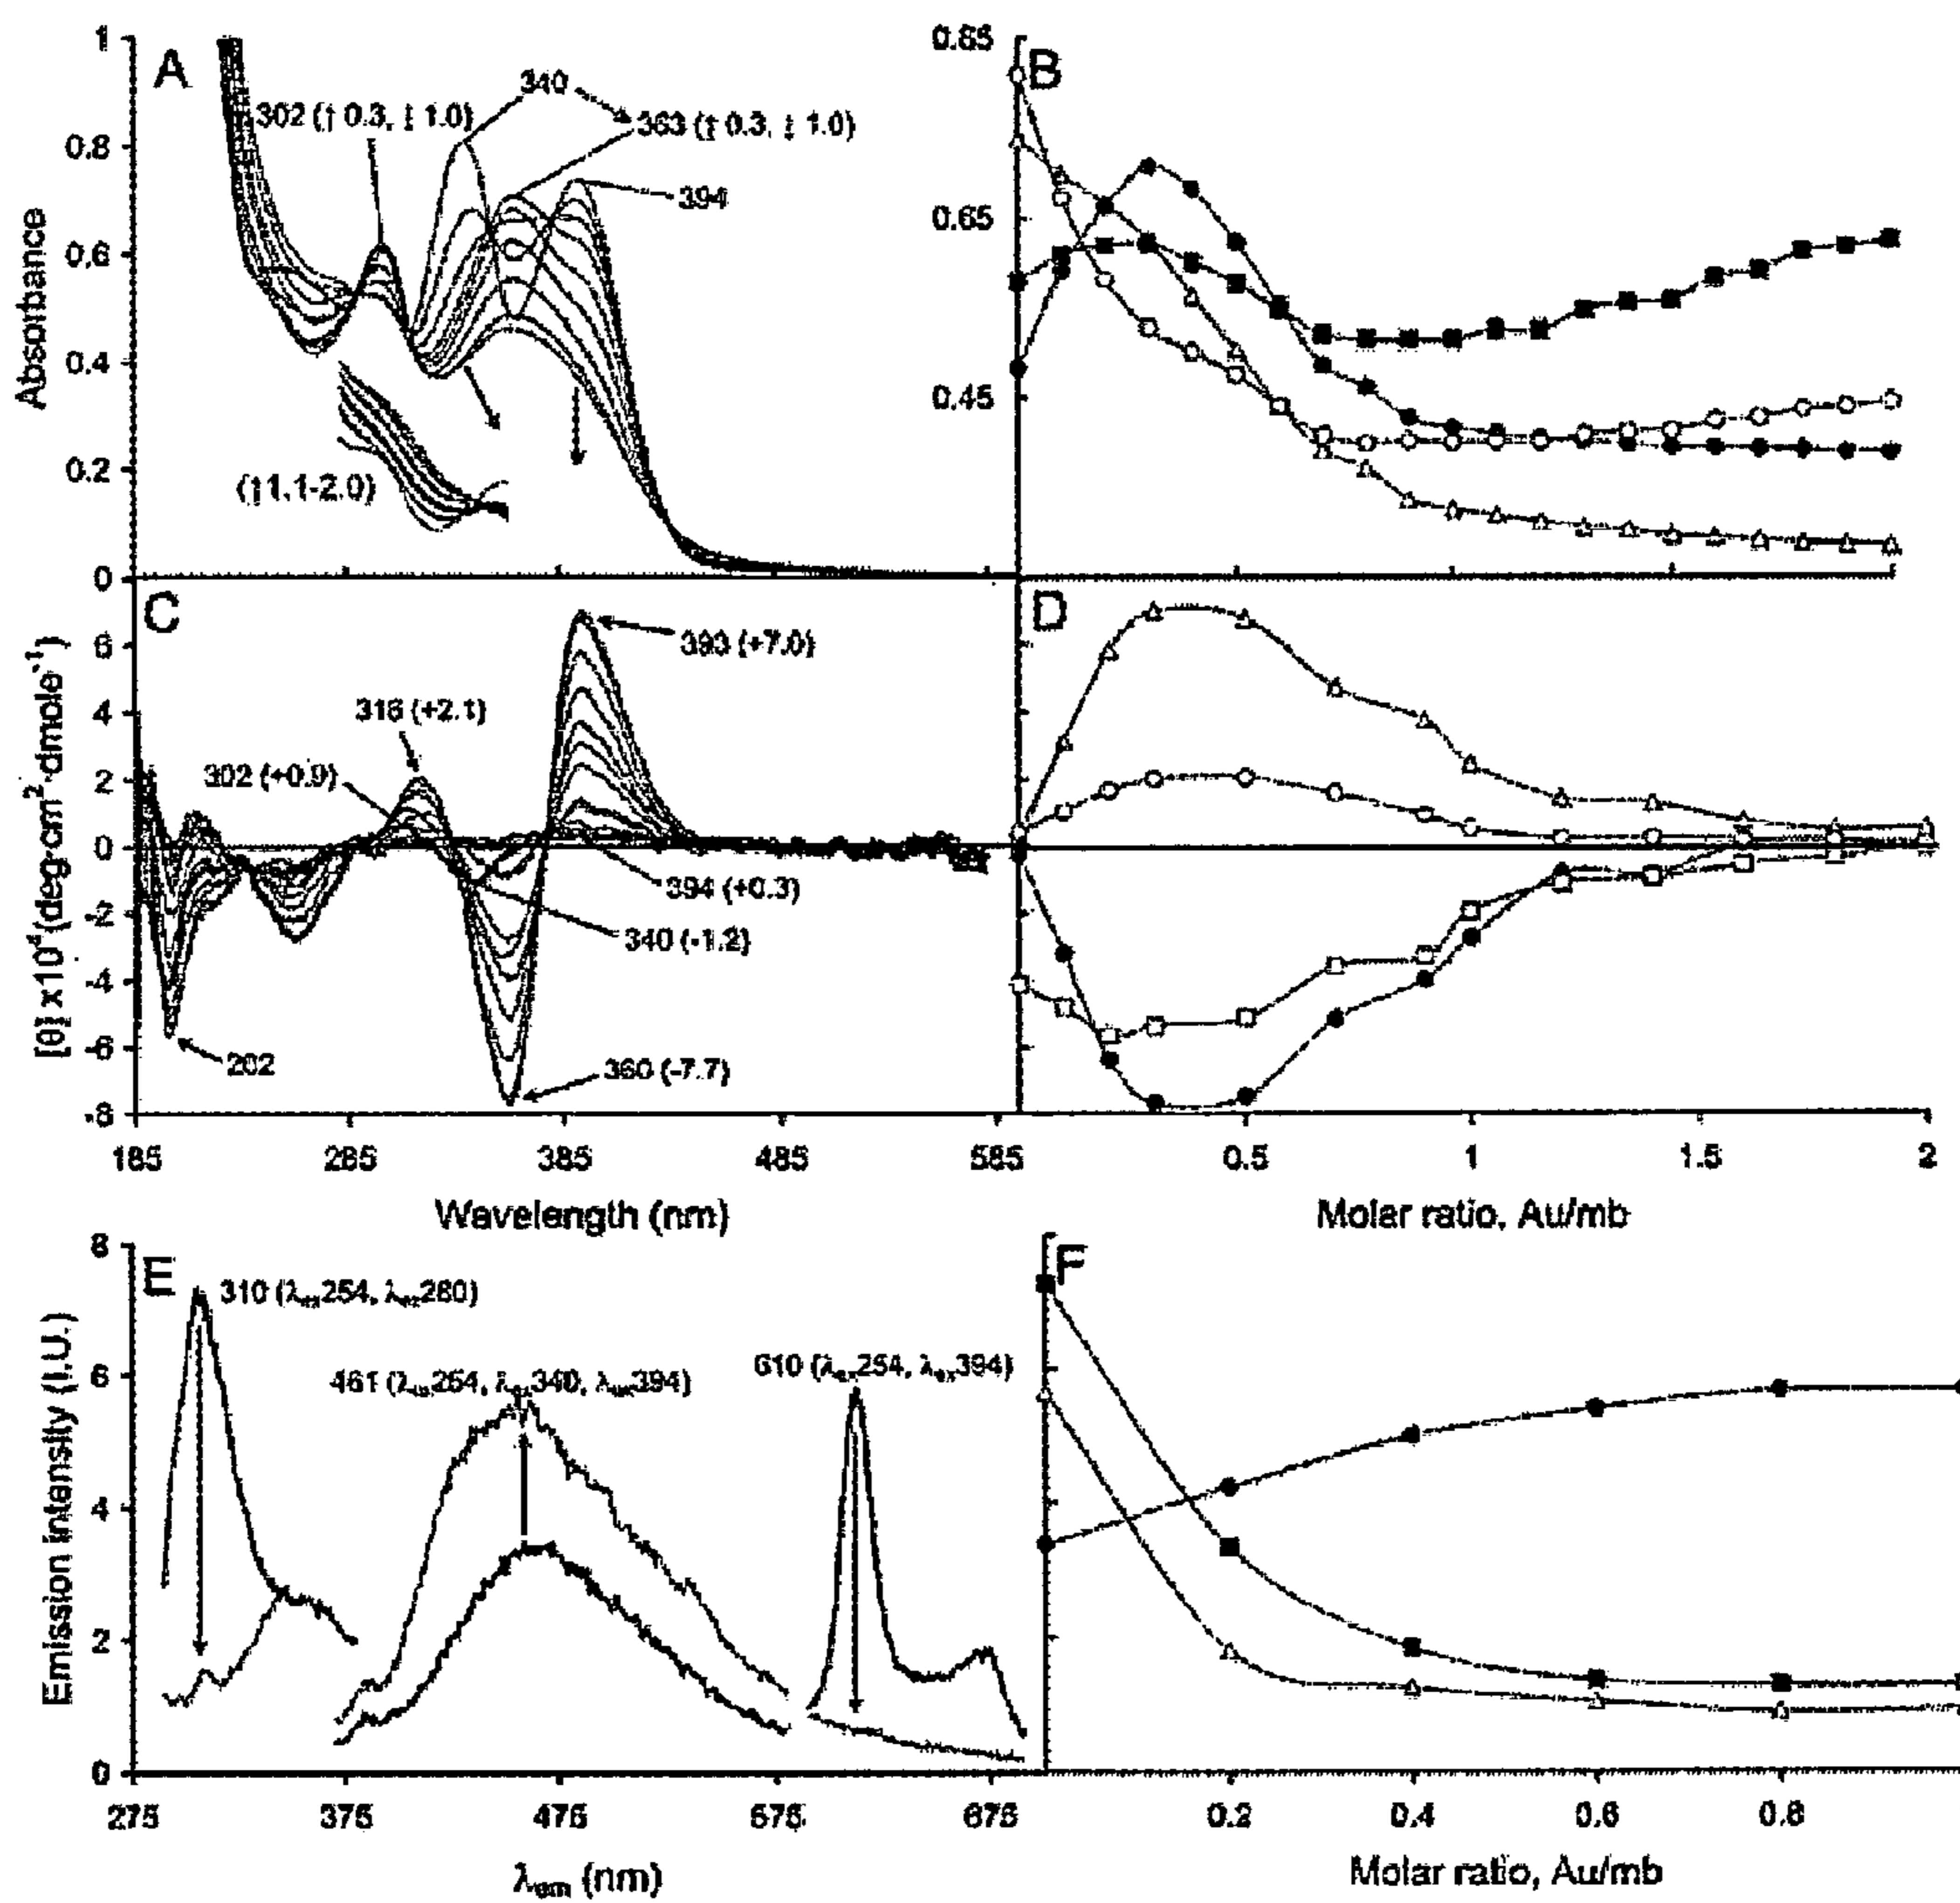 A
B
1
0.8
0.6
0.4
0.2
0
Absorbance
302 (↑ 0.3, ↓ 1.0)
340
363 (↑ 0.3, ↓ 1.0)
394
(↑1.1-2.0)
0.85
0.65
0.45
C
D
6
4
2
0
-2
-4
-6
-8
[θ] x10⁴(deg·cm²·dmole⁻¹)
393 (+7.0)
316 (+2.1)
302 (+0.9)
394 (+0.3)
340 (-1.2)
202
360 (-7.7)
185 285 385 485 585 0.5 1 1.5 2
Wavelength (nm)
Molar ratio, Au/mb
E
F
8
6
4
2
0
Emission Intensity (I.U.)
310 (λex254, λex280)
461 (λex254, λex340, λex394)
610 (λex254, λex394)
275 375 475 575 675 0.2 0.4 0.6 0.8
λem (nm)
Molar ratio, Au/mb